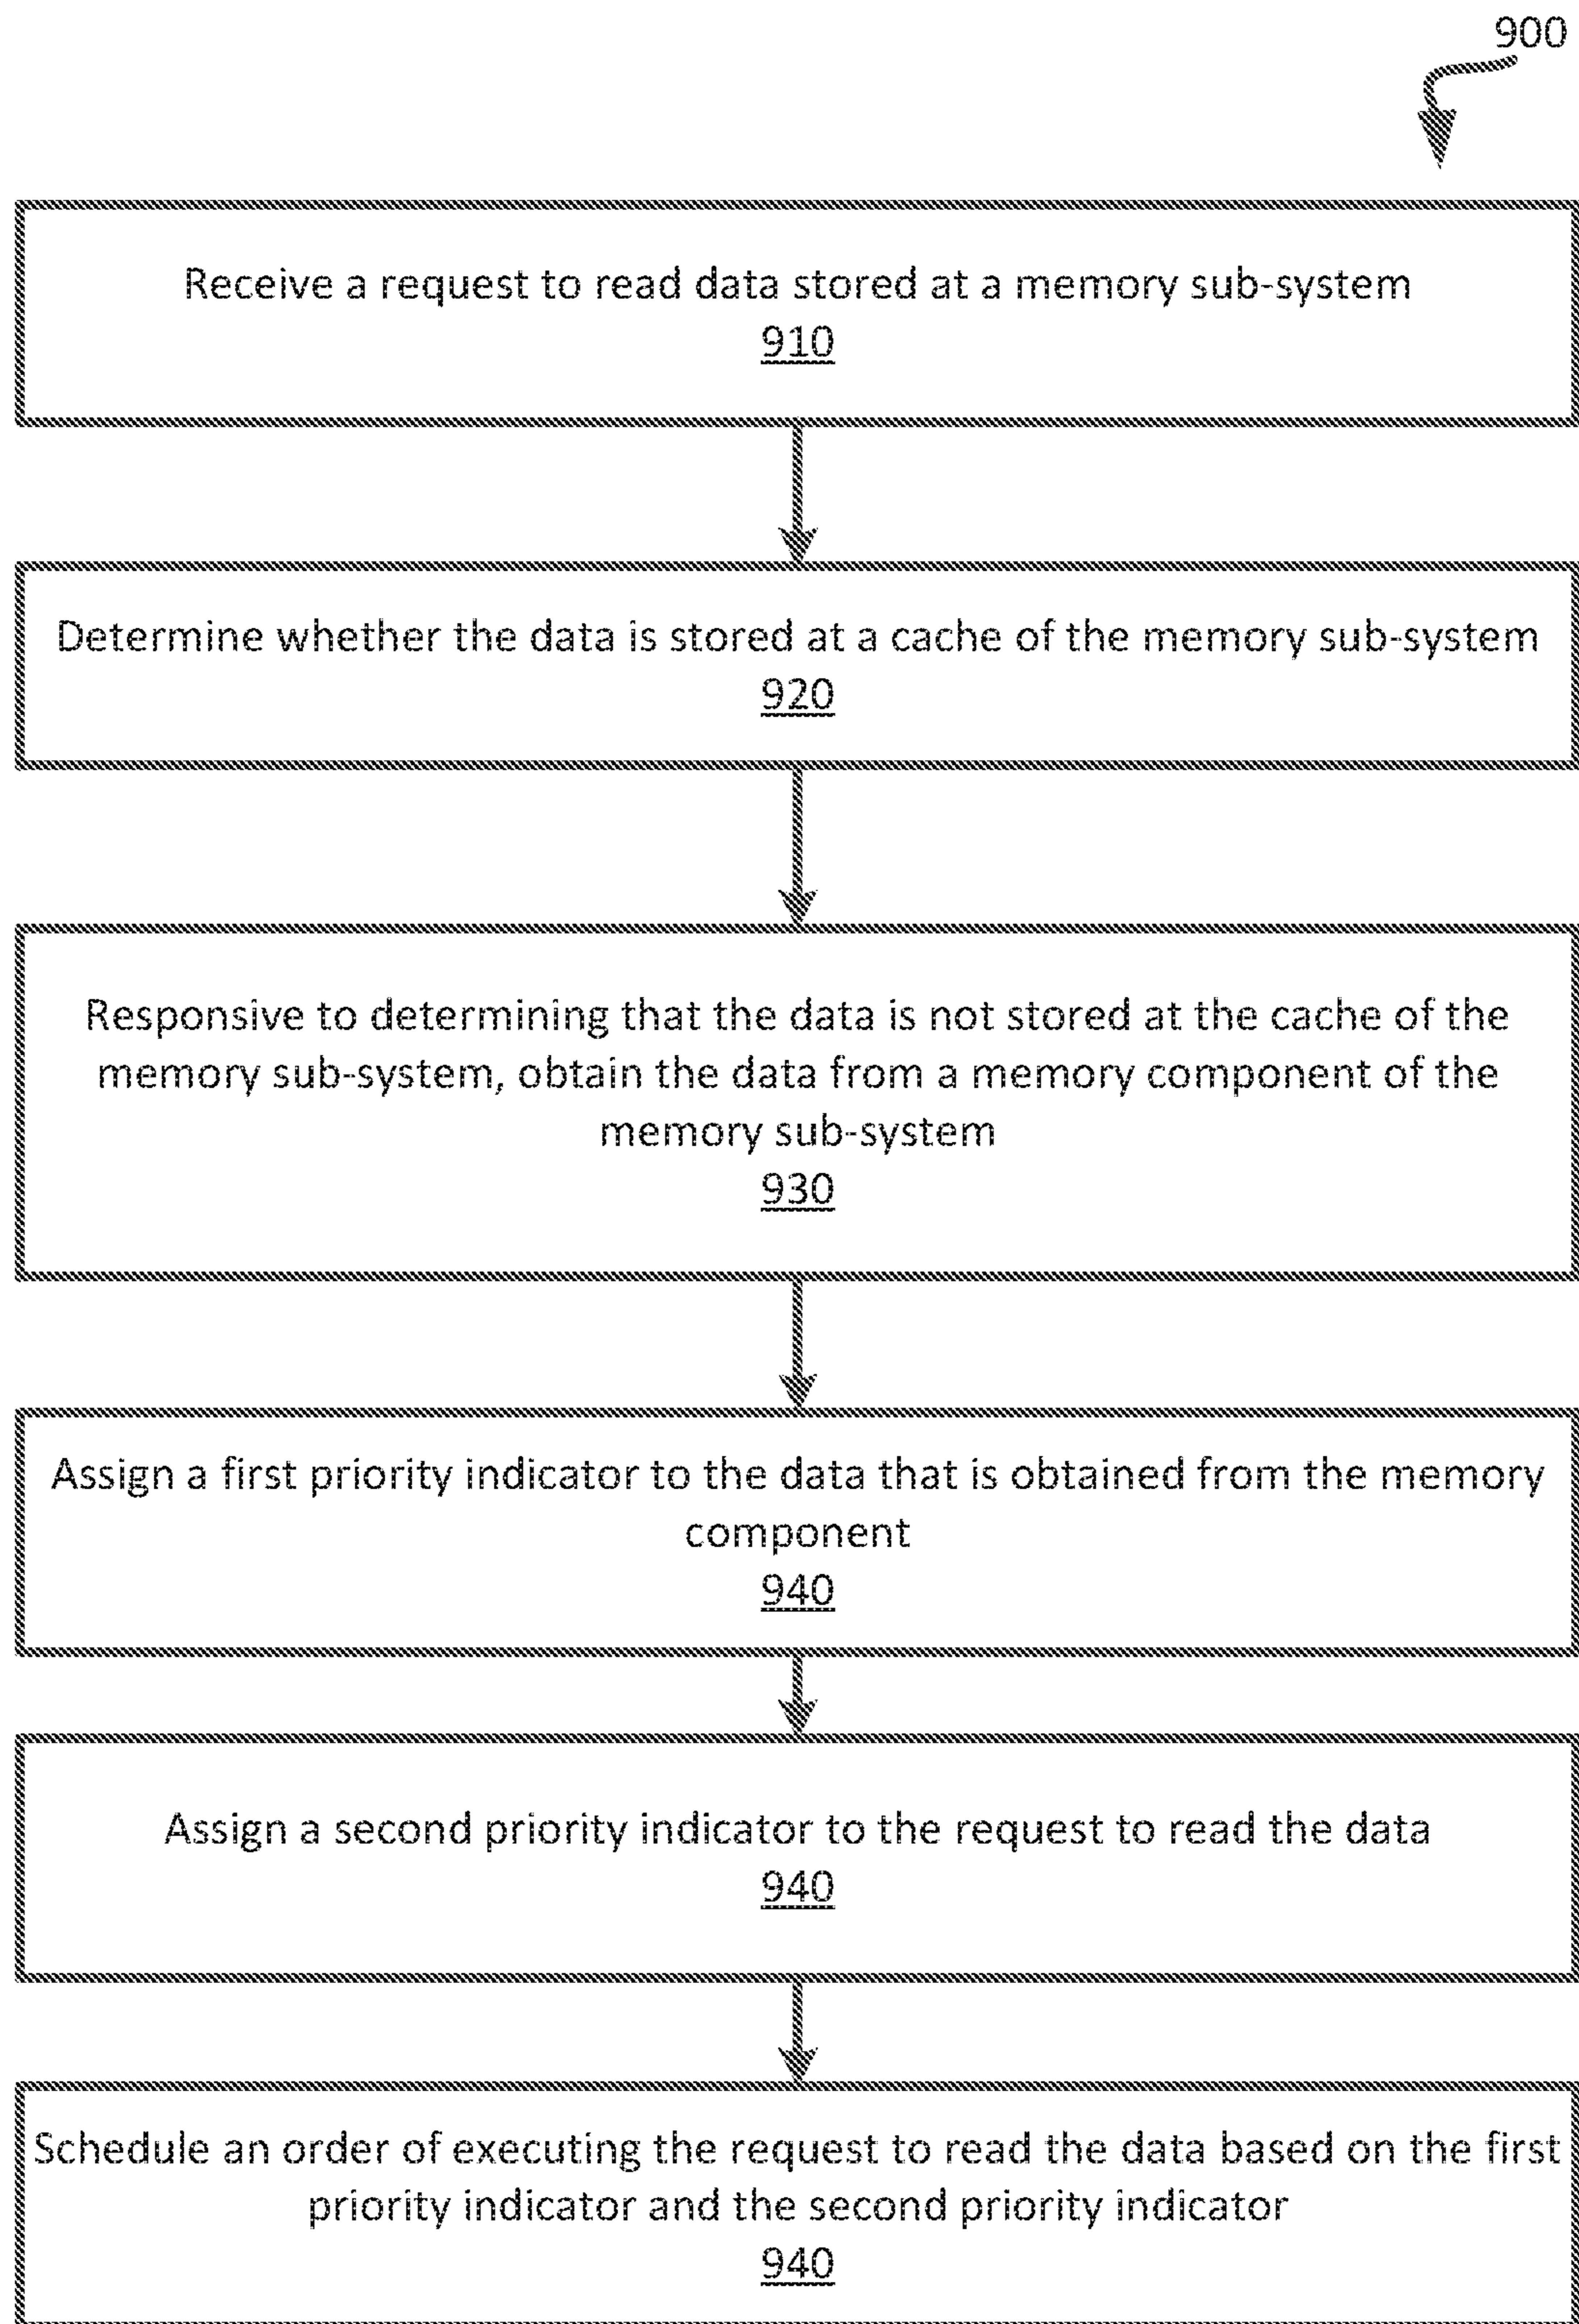 900
Receive a request to read data stored at a memory sub-system
910
Determine whether the data is stored at a cache of the memory sub-system
920
Responsive to determining that the data is not stored at the cache of the
memory sub-system, obtain the data from a memory component of the
memory sub-system
930
Assign a first priority indicator to the data that is obtained from the memory
component
940
Assign a second priority indicator to the request to read the data
940
Schedule an order of executing the request to read the data based on the first
priority indicator and the second priority indicator
940